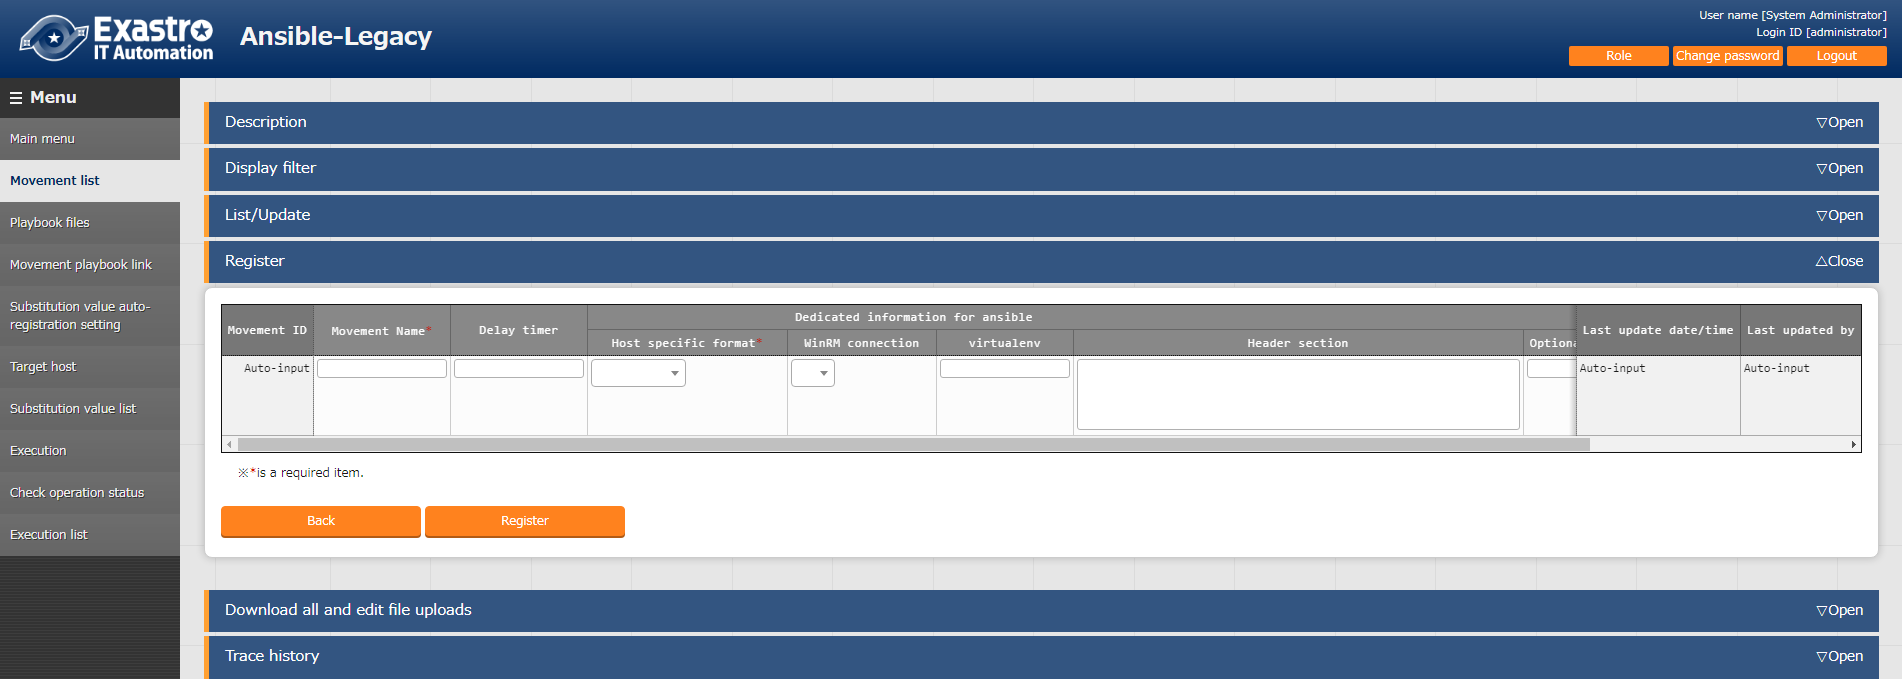 Exastro
IT Automation
Ansible-Legacy
User name [System Administrator]
Login ID [administrator]
Role
Change password
Logout
Menu
Main menu
Movement list
Playbook files
Movement playbook link
Substitution value auto-
registration setting
Target host
Substitution value list
Execution
Check operation status
Execution list
Description
▽Open
Display filter
▽Open
List/Update
▽Open
Register
△Close
Movement ID
Movement Name*
Delay timer
Dedicated information for ansible
Host specific format*
WinRM connection
virtualenv
Header section
Optiona
Last update date/time
Last updated by
Auto-input
Auto-input
Auto-input
※*is a required item.
Back
Register
Download all and edit file uploads
▽Open
Trace history
▽Open